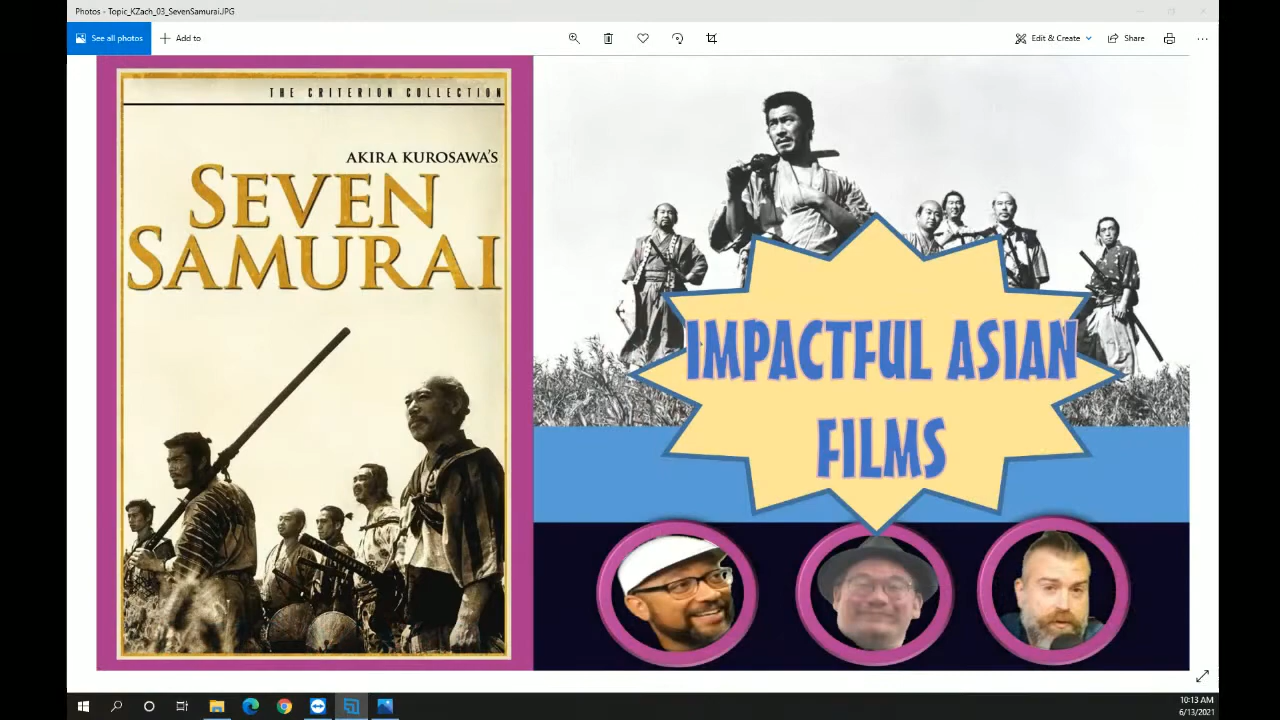 Photos - Topic_KZach_03_SevenSamurai.JPG
See all photos
Add to
Edit & Create
Share
THE CRITERION COLLECTION
AKIRA KUROSAWA'S
SEVEN
SAMURAI
IMPACTFUL ASIAN
FILMS
10:13 AM
6/13/2021